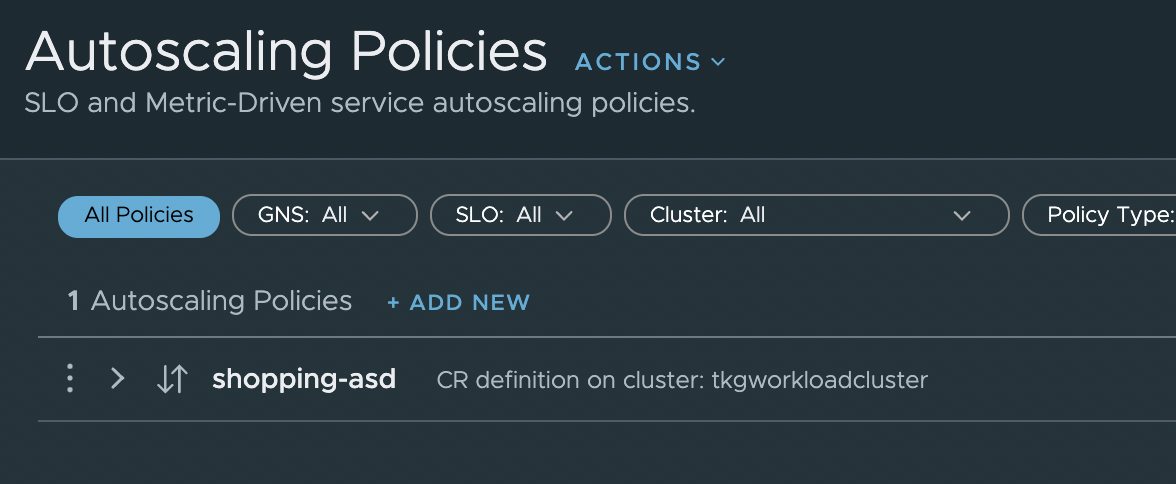 Autoscaling Policies ACTIONS
SLO and Metric-Driven service autoscaling policies.
All Policies GNS: All SLO: All Cluster: All Policy Type:
1 Autoscaling Policies + ADD NEW
shopping-asd CR definition on cluster: tkgworkloadcluster